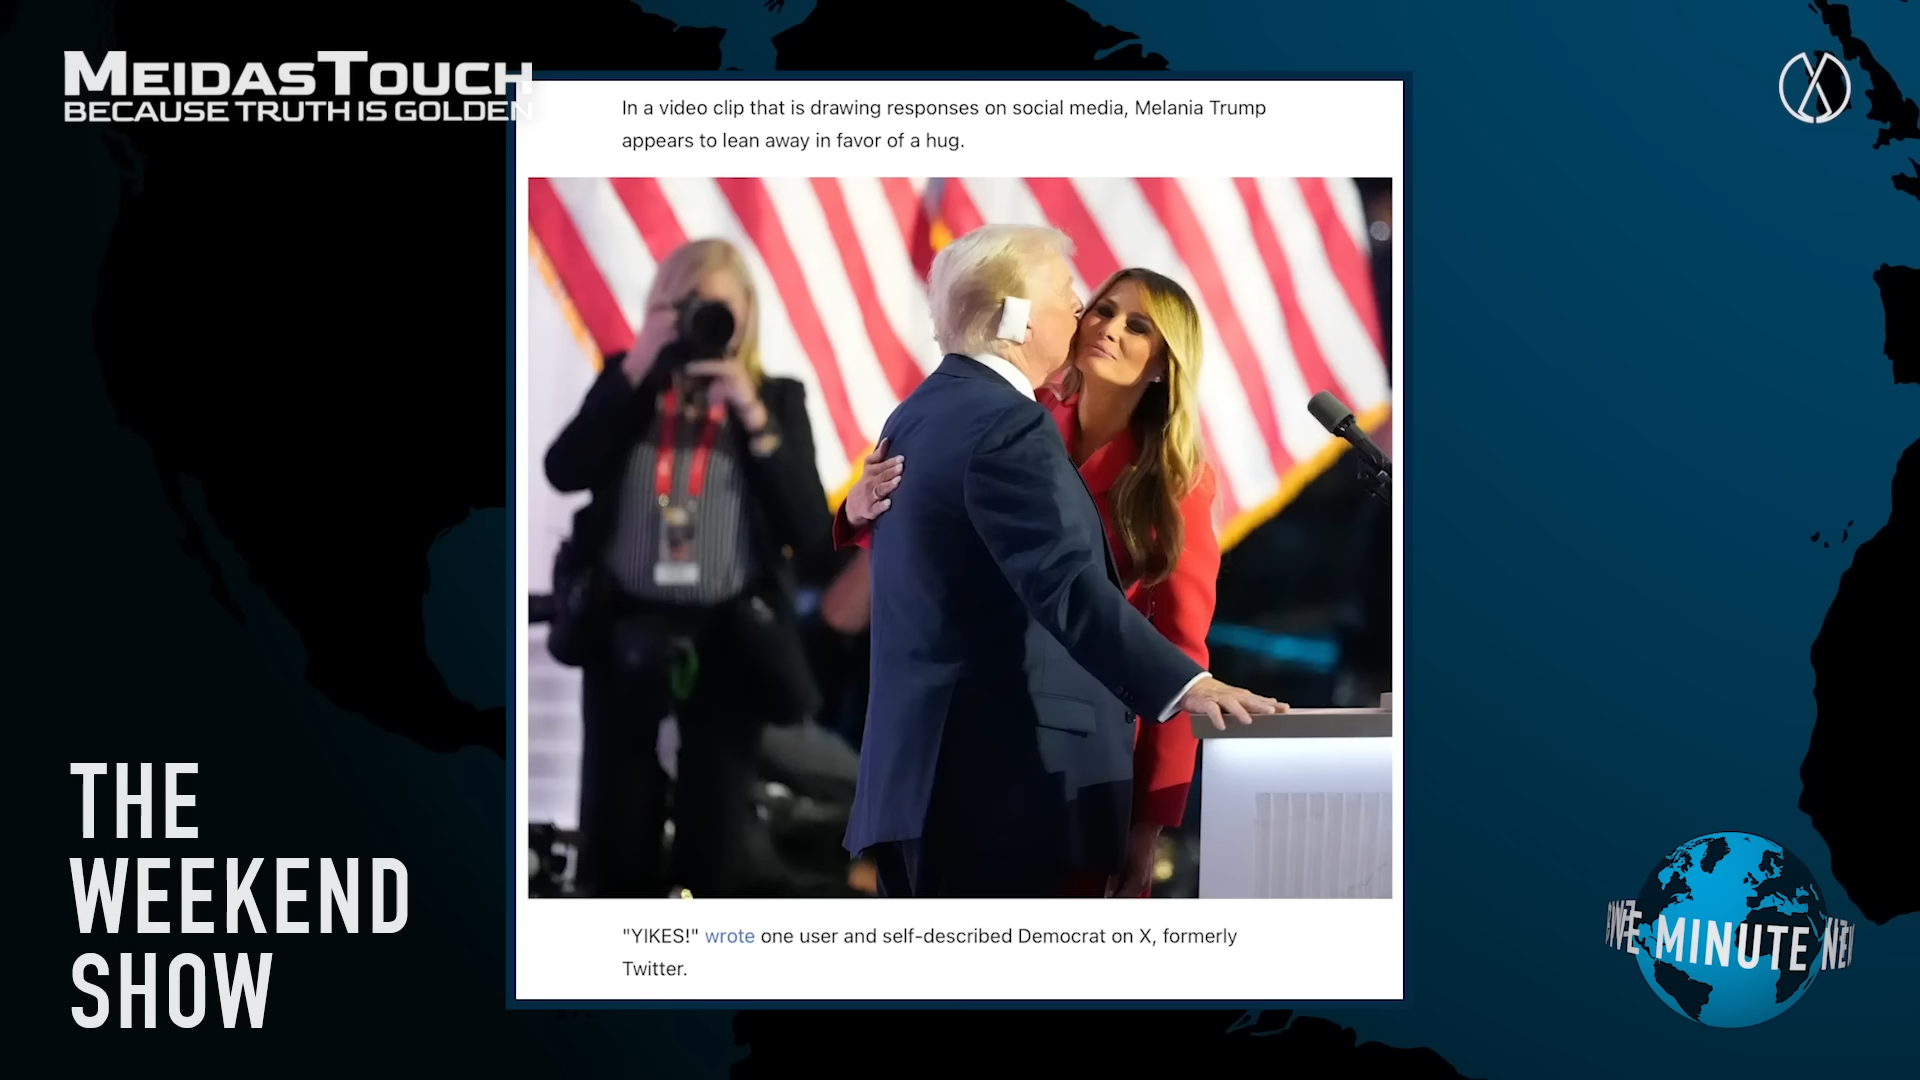 MEIDASTOUCH
BECAUSE TRUTH IS GOLDEN
In a video clip that is drawing responses on social media, Melania Trump
appears to lean away in favor of a hug.
"YIKES!" wrote one user and self-described Democrat on X, formerly
Twitter.
THE
WEEKEND
SHOW
MINUTE